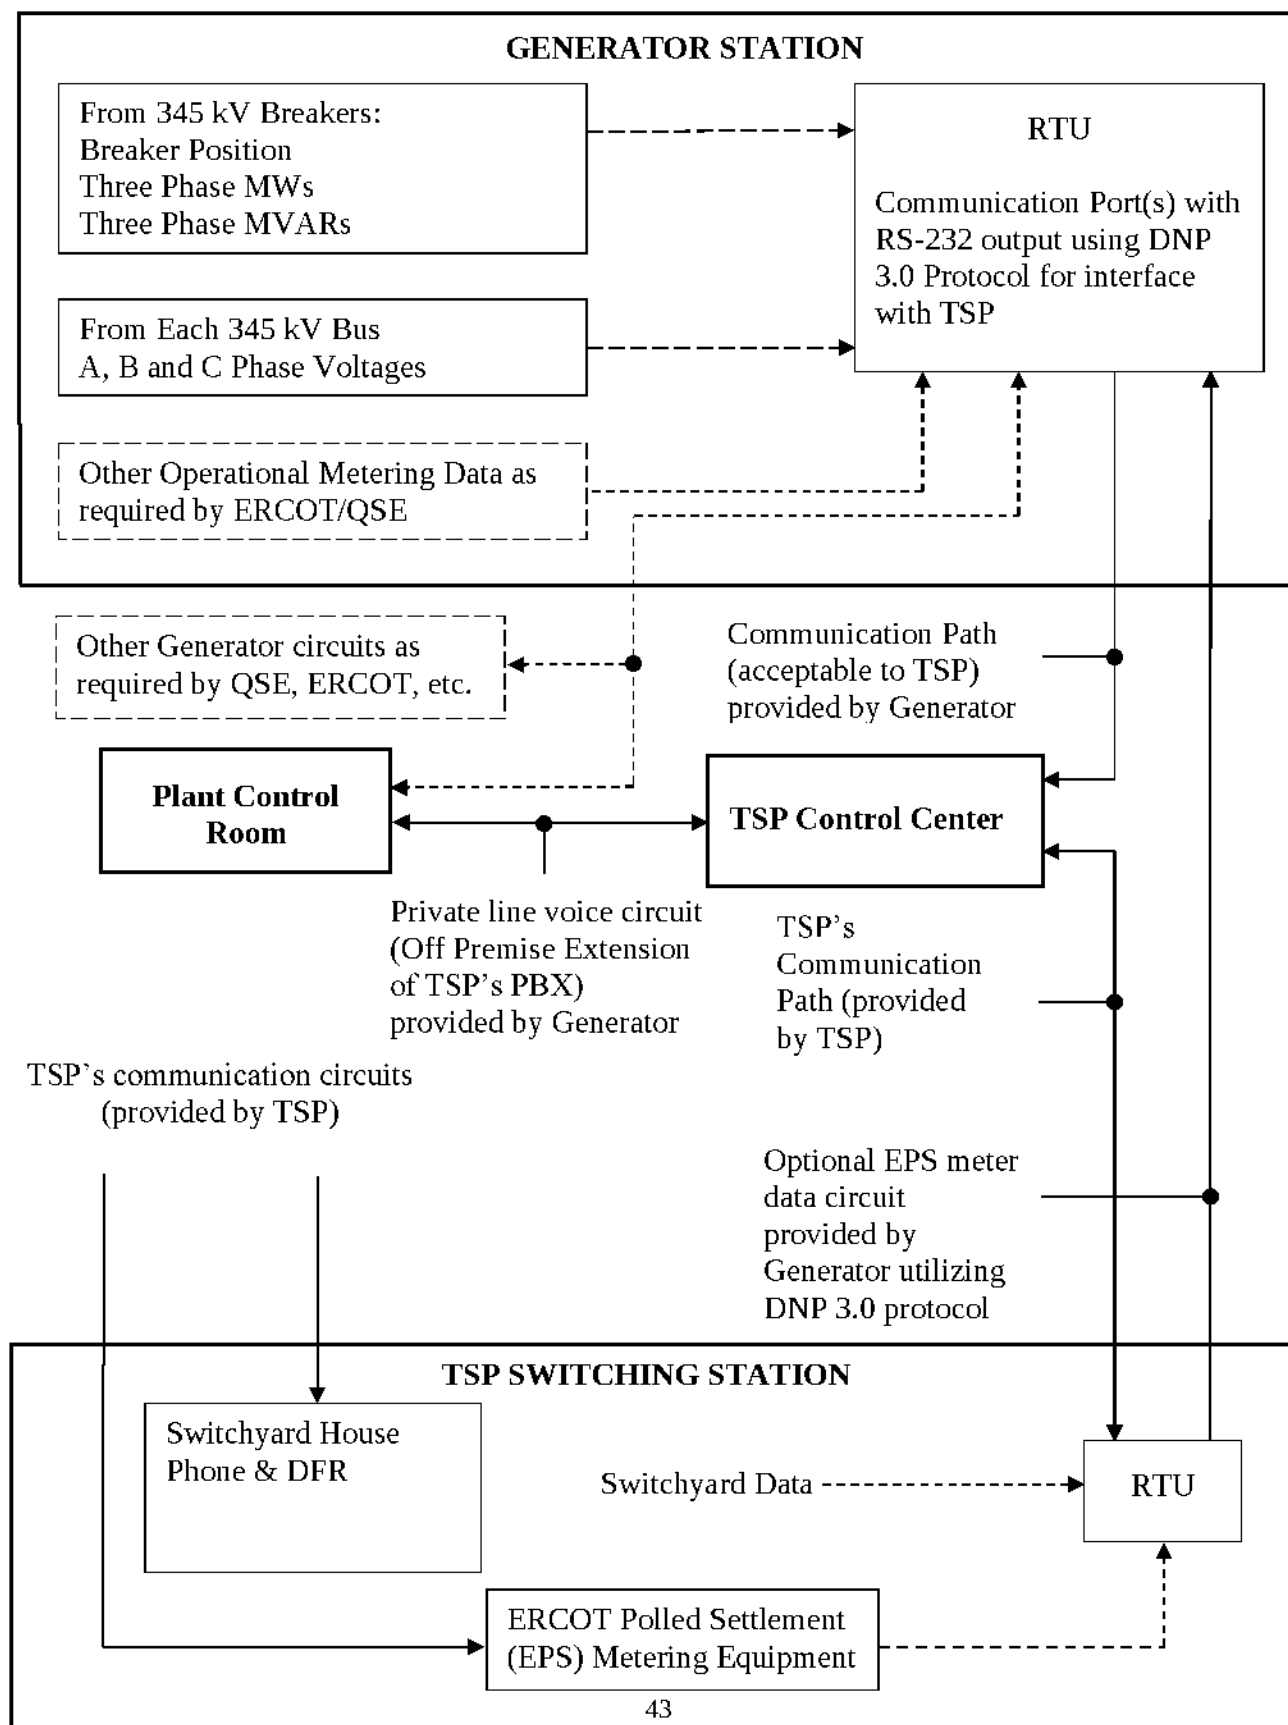 GENERATOR STATION
From 345 kV Breakers:
Breaker Position
Three Phase MWs
Three Phase MVARs
RTU
Communication Port(s) with
RS-232 output using DNP
3.0 Protocol for interface
with TSP
From Each 345 kV Bus
A, B and C Phase Voltages
Other Operational Metering Data as
required by ERCOT/QSE
Other Generator circuits as
required by QSE, ERCOT, etc.
Communication Path
(acceptable to TSP)
provided by Generator
Plant Control
Room
TSP Control Center
Private line voice circuit
(Off Premise Extension
of TSP’s PBX)
provided by Generator
TSP’s
Communication
Path (provided
by TSP)
TSP’s communication circuits
(provided by TSP)
Optional EPS meter
data circuit
provided by
Generator utilizing
DNP 3.0 protocol
TSP SWITCHING STATION
Switchyard House
Phone & DFR
Switchyard Data
RTU
ERCOT Polled Settlement
(EPS) Metering Equipment
43